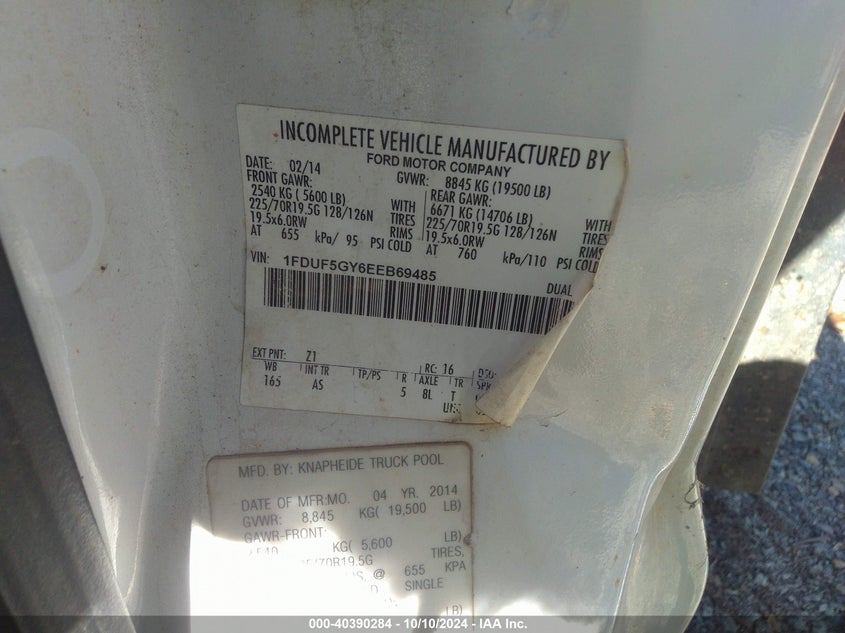 INCOMPLETE VEHICLE MANUFACTURED BY
FORD MOTOR COMPANY
DATE: 02/14 GVWR: 8845 KG (19500 LB)
FRONT GAWR: REAR GAWR:
2540 KG ( 5600 LB) WITH 6671 KG (14706 LB) WITH
225/70R19.5G 128/126N TIRES 225/70R19.5G 128/126N TIRES
19.5x6.0RW RIMS 19.5x6.0RW RIMS
AT 655 kPa/ 95 PSI COLD AT 760 kPa/110 PSI COLD
VIN: 1FDUF5GY6EEB69485
DUAL
EXT PNT: Z1 RC: 16 DSO:
WB INT TR TP/PS R AXLE TR SPR
165 AS 5 8L T
MFD. BY: KNAPHEIDE TRUCK POOL
DATE OF MFR:MO. 04 YR. 2014
GVWR: 8,845 KG( 19,500 LB)
GAWR-FRONT:
KG( 5,600 LB)
/70R19.5G TIRES,
@ 655 KPA
SINGLE
LB)
000-40390284 / 10/10/2024 - IAA Inc.